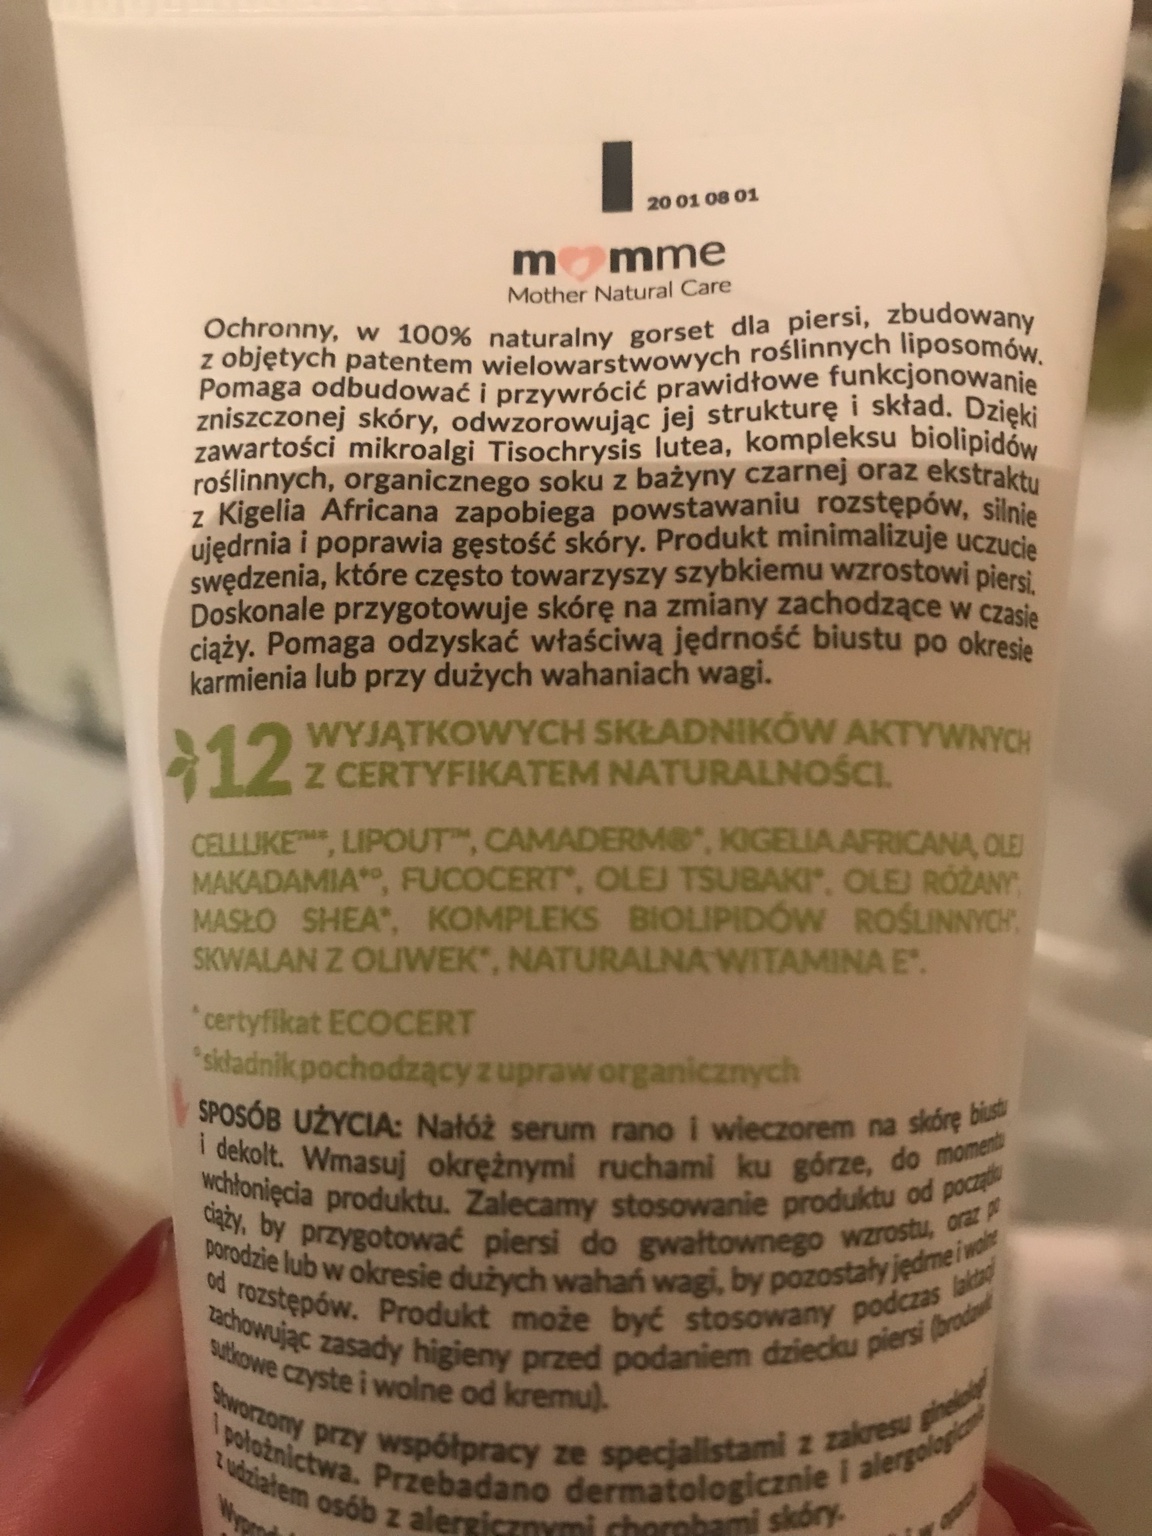 20 01 08 01
momme
Mother Natural Care
Ochronny, w 100% naturalny gorset dla piersi, zbudowany
z objętych patentem wielowarstwowych roślinnych liposomów.
Pomaga odbudować i przywrócić prawidłowe funkcjonowanie
zniszczonej skóry, odwzorowując jej strukturę i skład. Dzięki
zawartości mikroalgi Tisochrysis lutea, kompleksu biolipidów
roślinnych, organicznego soku z bażyny czarnej oraz ekstraktu
z Kigelia Africana zapobiega powstawaniu rozstępów, silnie
ujędrnia i poprawia gęstość skóry. Produkt minimalizuje uczucie
swędzenia, które często towarzyszy szybkiemu wzrostowi piersi.
Doskonale przygotowuje skórę na zmiany zachodzące w czasie
ciąży. Pomaga odzyskać właściwą jędrność biustu po okresie
karmienia lub przy dużych wahaniach wagi.
12 WYJĄTKOWYCH SKŁADNIKÓW AKTYWNYCH
Z CERTYFIKATEM NATURALNOŚCI.
CELLLIKE™*, LIPOUT™, CAMADERM®*, KIGELIA AFRICANA, OLEJ
MAKADAMIA*°, FUCOCERT*, OLEJ TSUBAKI*, OLEJ RÓŻANY*,
MASŁO SHEA*, KOMPLEKS BIOLIPIDÓW ROŚLINNYCH*,
SKWALAN Z OLIWEK*, NATURALNA WITAMINA E*.
*certyfikat ECOCERT
°składnik pochodzący z upraw organicznych
SPOSÓB UŻYCIA: Nałóż serum rano i wieczorem na skórę biustu
i dekolt. Wmasuj okrężnymi ruchami ku górze, do momentu
wchłonięcia produktu. Zalecamy stosowanie produktu od początku
ciąży, by przygotować piersi do gwałtownego wzrostu, oraz po
porodzie lub w okresie dużych wahań wagi, by pozostały jędrne i wolne
od rozstępów. Produkt może być stosowany podczas laktacji
zachowując zasady higieny przed podaniem dziecku piersi (brodawki
sutkowe czyste i wolne od kremu).
Stworzony przy współpracy ze specjalistami z zakresu ginekologii
i położnictwa. Przebadano dermatologicznie i alergologicznie
z udziałem osób z alergicznymi chorobami skóry.